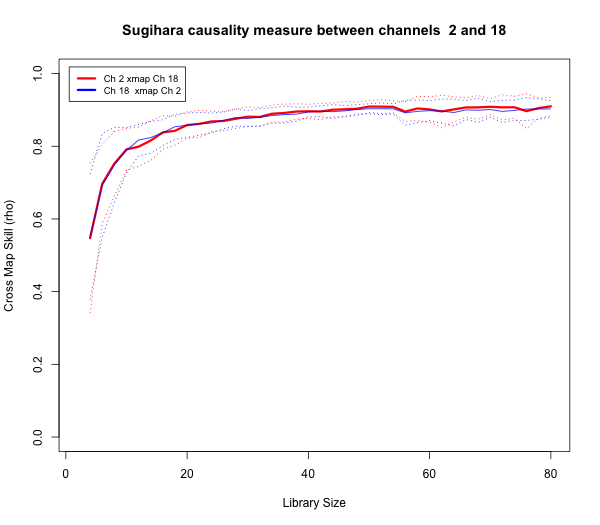 Sugihara causality measure between channels  2 and 18
Ch 2 xmap Ch 18
Ch 18  xmap Ch 2
Cross Map Skill (rho)
1.0
0.8
0.6
0.4
0.2
0.0
0
20
40
60
80
Library Size